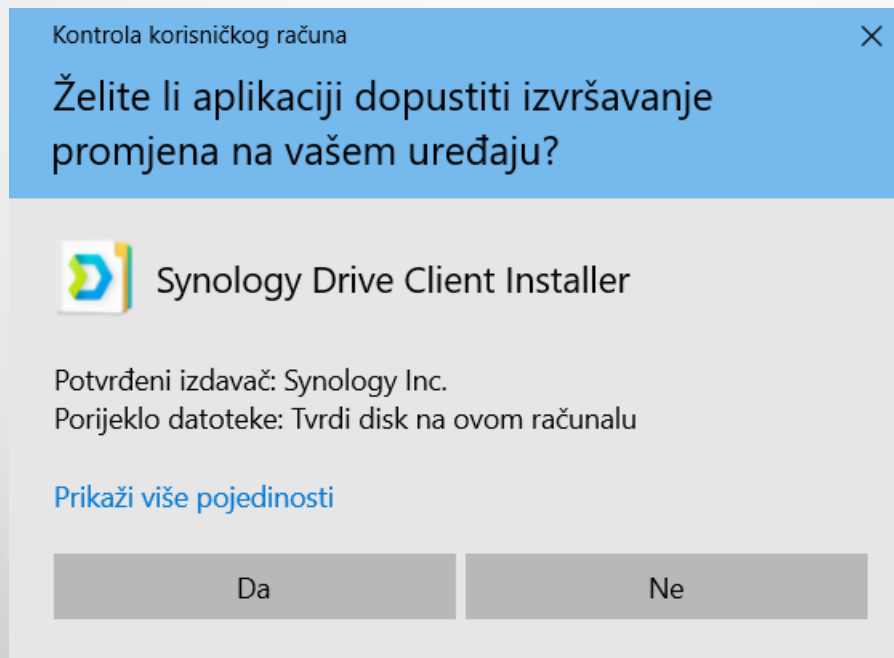 Kontrola korisničkog računa
Želite li aplikaciji dopustiti izvršavanje
promjena na vašem uređaju?
Synology Drive Client Installer
Potvrđeni izdavač: Synology Inc.
Porijeklo datoteke: Tvrdi disk na ovom računalu
Prikaži više pojedinosti
Da
Ne